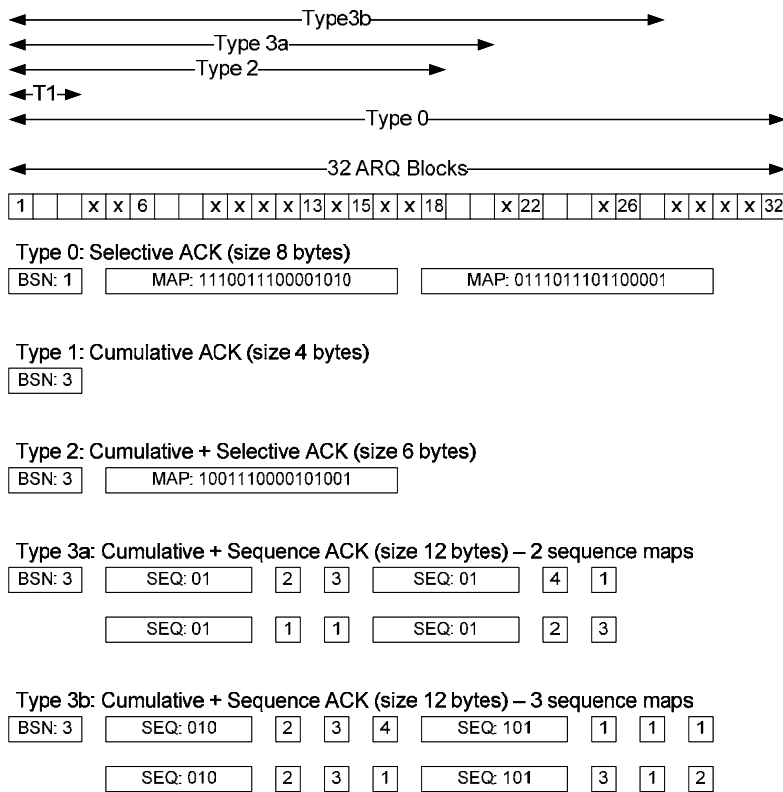 Type3b
Type 3a
Type 2
T1
Type 0
32 ARQ Blocks
1 x x 6 x x x x 13 x 15 x x 18 x 22 x 26 x x x x 32
Type 0: Selective ACK (size 8 bytes)
BSN: 1 MAP: 1110011100001010 MAP: 0111011101100001
Type 1: Cumulative ACK (size 4 bytes)
BSN: 3
Type 2: Cumulative + Selective ACK (size 6 bytes)
BSN: 3 MAP: 1001110000101001
Type 3a: Cumulative + Sequence ACK (size 12 bytes) – 2 sequence maps
BSN: 3 SEQ: 01 2 3 SEQ: 01 4 1
SEQ: 01 1 1 SEQ: 01 2 3
Type 3b: Cumulative + Sequence ACK (size 12 bytes) – 3 sequence maps
BSN: 3 SEQ: 010 2 3 4 SEQ: 101 1 1 1
SEQ: 010 2 3 1 SEQ: 101 3 1 2